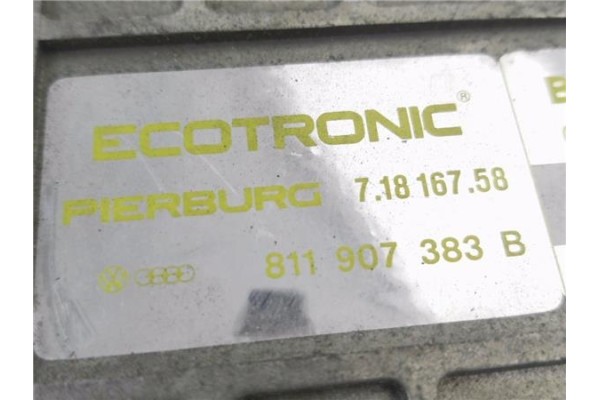 ECOTRONIC®
PIERBURG 7.18 167.58
811 907 383 B
B